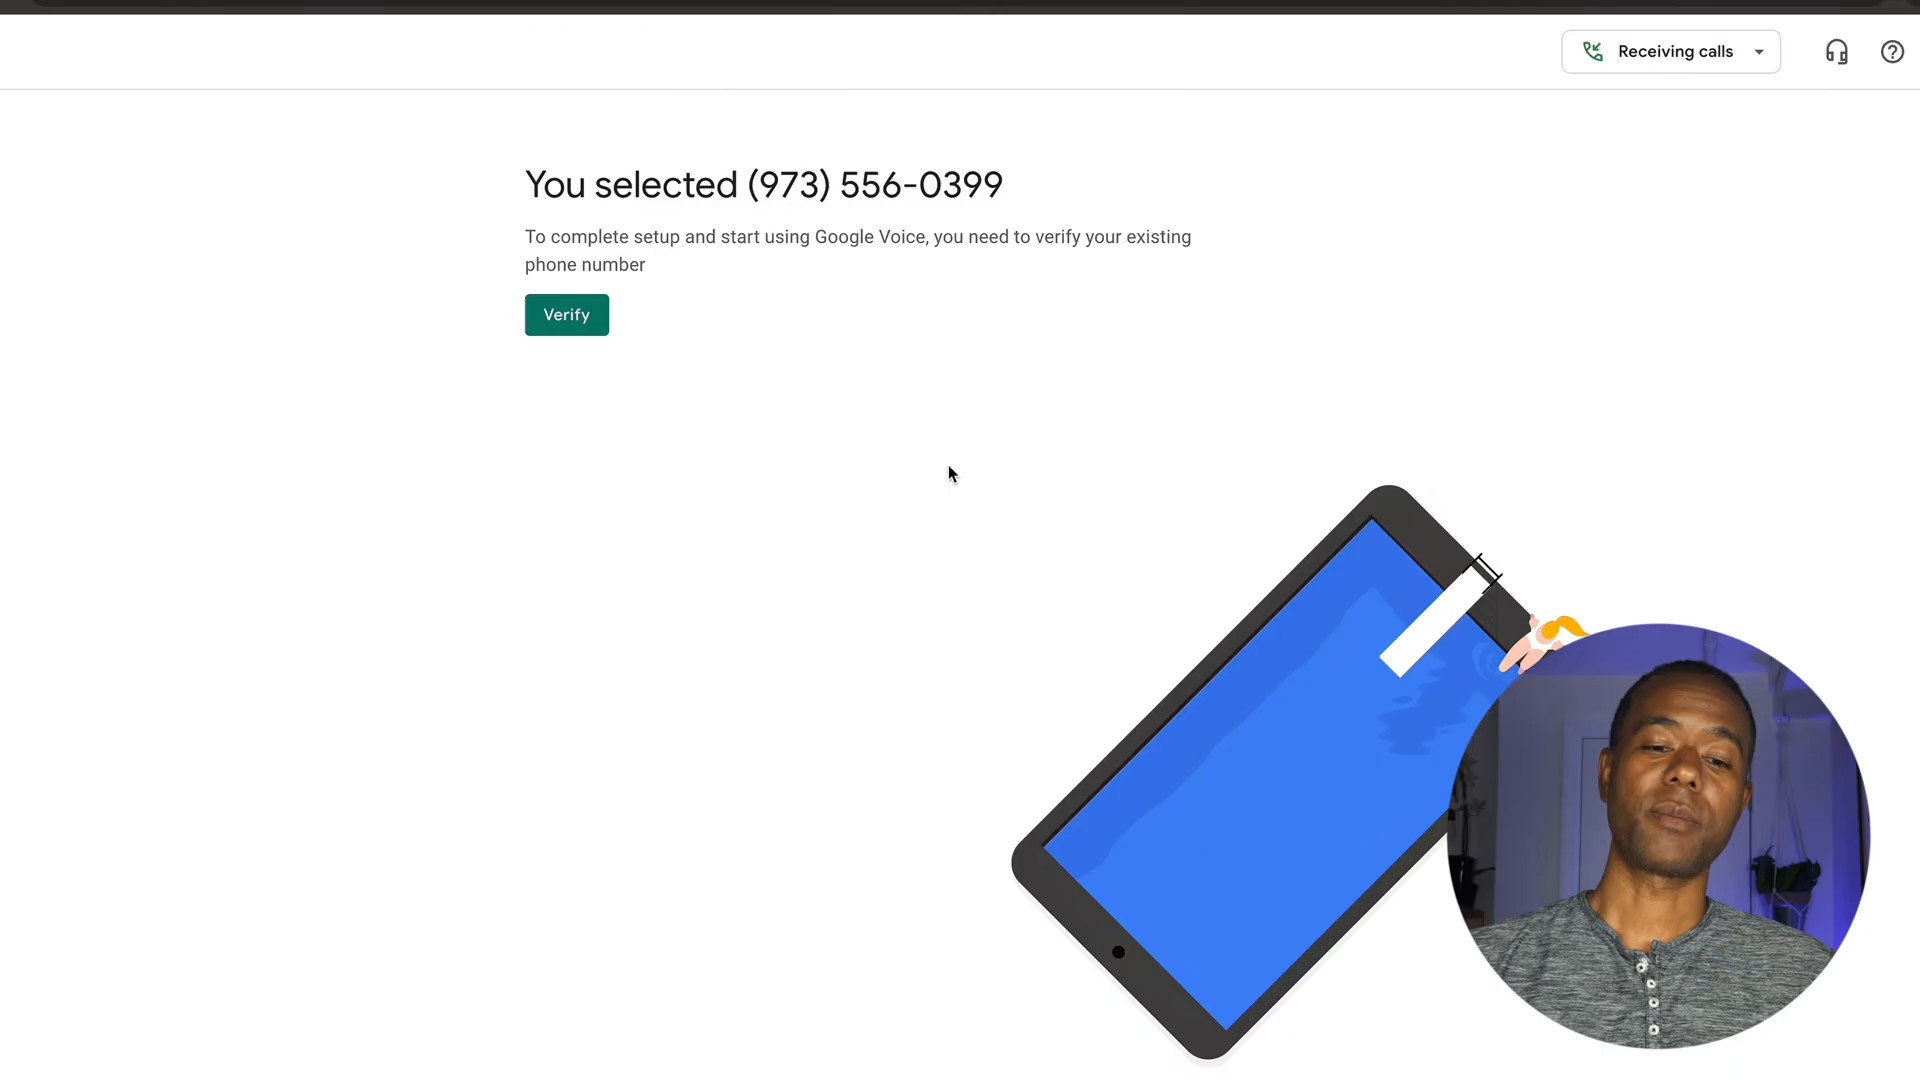 Receiving calls
You selected (973) 556-0399
To complete setup and start using Google Voice, you need to verify your existing
phone number
Verify